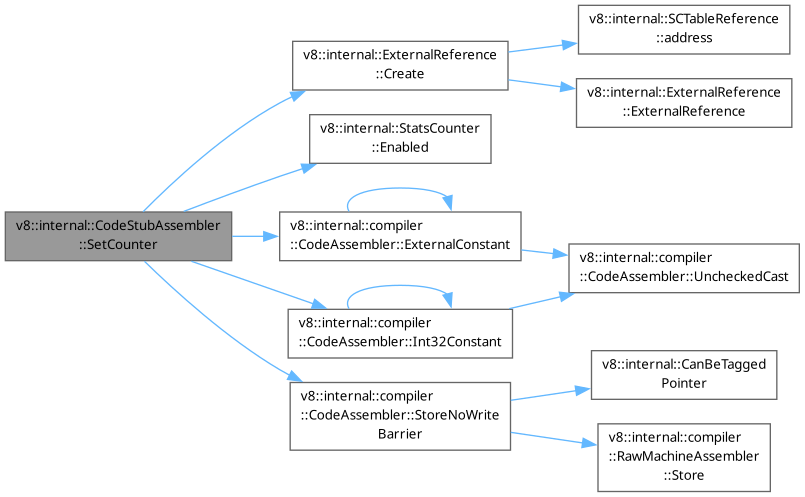 v8::internal::CodeStubAssembler
::SetCounter
v8::internal::ExternalReference
::Create
v8::internal::SCTableReference
::address
v8::internal::ExternalReference
::ExternalReference
v8::internal::StatsCounter
::Enabled
v8::internal::compiler
::CodeAssembler::ExternalConstant
v8::internal::compiler
::CodeAssembler::UncheckedCast
v8::internal::compiler
::CodeAssembler::Int32Constant
v8::internal::compiler
::CodeAssembler::StoreNoWrite
Barrier
v8::internal::CanBeTagged
Pointer
v8::internal::compiler
::RawMachineAssembler
::Store